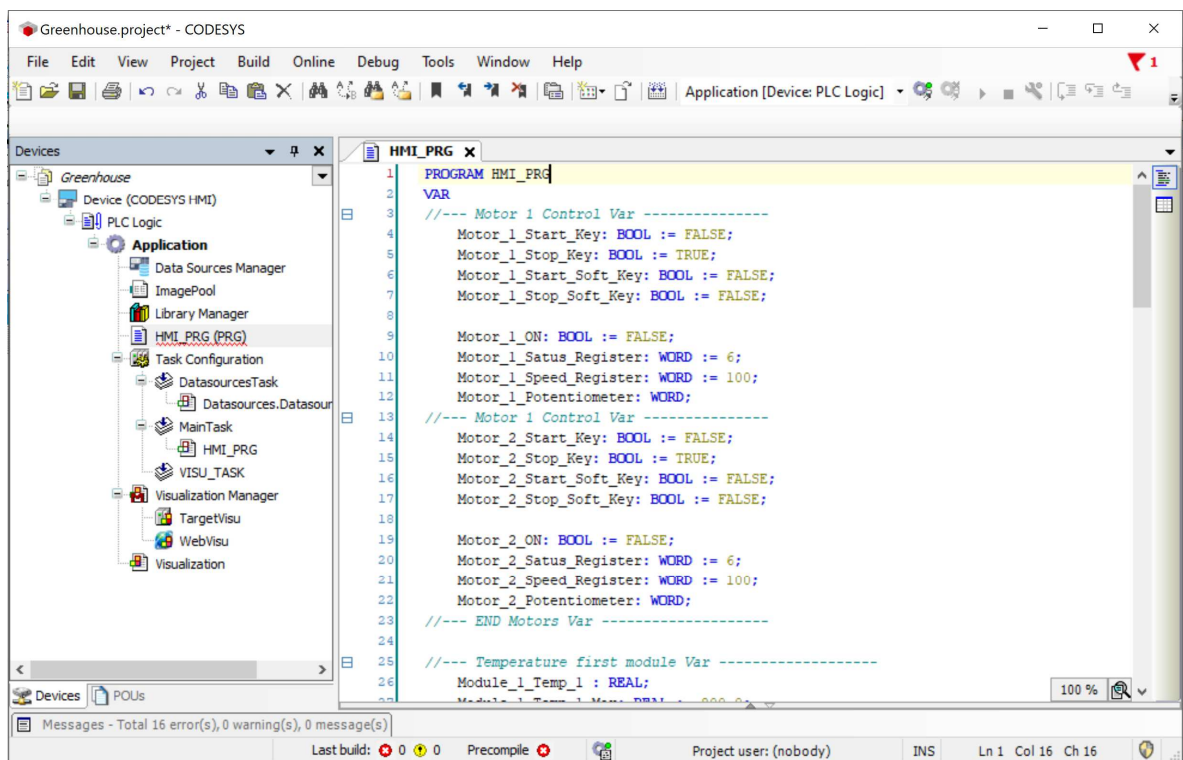 Greenhouse.project* - CODESYS
File Edit View Project Build Online Debug Tools Window Help
1
Application [Device: PLC Logic]
Devices
Greenhouse
Device (CODESYS HMI)
PLC Logic
Application
Data Sources Manager
ImagePool
Library Manager
HMI_PRG (PRG)
Task Configuration
DatasourcesTask
Datasources.Datasour
MainTask
HMI_PRG
VISU_TASK
Visualization Manager
TargetVisu
WebVisu
Visualization
Devices POUs
HMI_PRG
1 PROGRAM HMI_PRG
2 VAR
3 //--- Motor 1 Control Var ---------------
4 Motor_1_Start_Key: BOOL := FALSE;
5 Motor_1_Stop_Key: BOOL := TRUE;
6 Motor_1_Start_Soft_Key: BOOL := FALSE;
7 Motor_1_Stop_Soft_Key: BOOL := FALSE;
8
9 Motor_1_ON: BOOL := FALSE;
10 Motor_1_Satus_Register: WORD := 6;
11 Motor_1_Speed_Register: WORD := 100;
12 Motor_1_Potentiometer: WORD;
13 //--- Motor 1 Control Var ---------------
14 Motor_2_Start_Key: BOOL := FALSE;
15 Motor_2_Stop_Key: BOOL := TRUE;
16 Motor_2_Start_Soft_Key: BOOL := FALSE;
17 Motor_2_Stop_Soft_Key: BOOL := FALSE;
18
19 Motor_2_ON: BOOL := FALSE;
20 Motor_2_Satus_Register: WORD := 6;
21 Motor_2_Speed_Register: WORD := 100;
22 Motor_2_Potentiometer: WORD;
23 //--- END Motors Var --------------------
24
25 //--- Temperature first module Var -------------------
26 Module_1_Temp_1 : REAL;
27
100 %
Messages - Total 16 error(s), 0 warning(s), 0 message(s)
Last build: 0 0 Precompile Project user: (nobody) INS Ln 1 Col 16 Ch 16